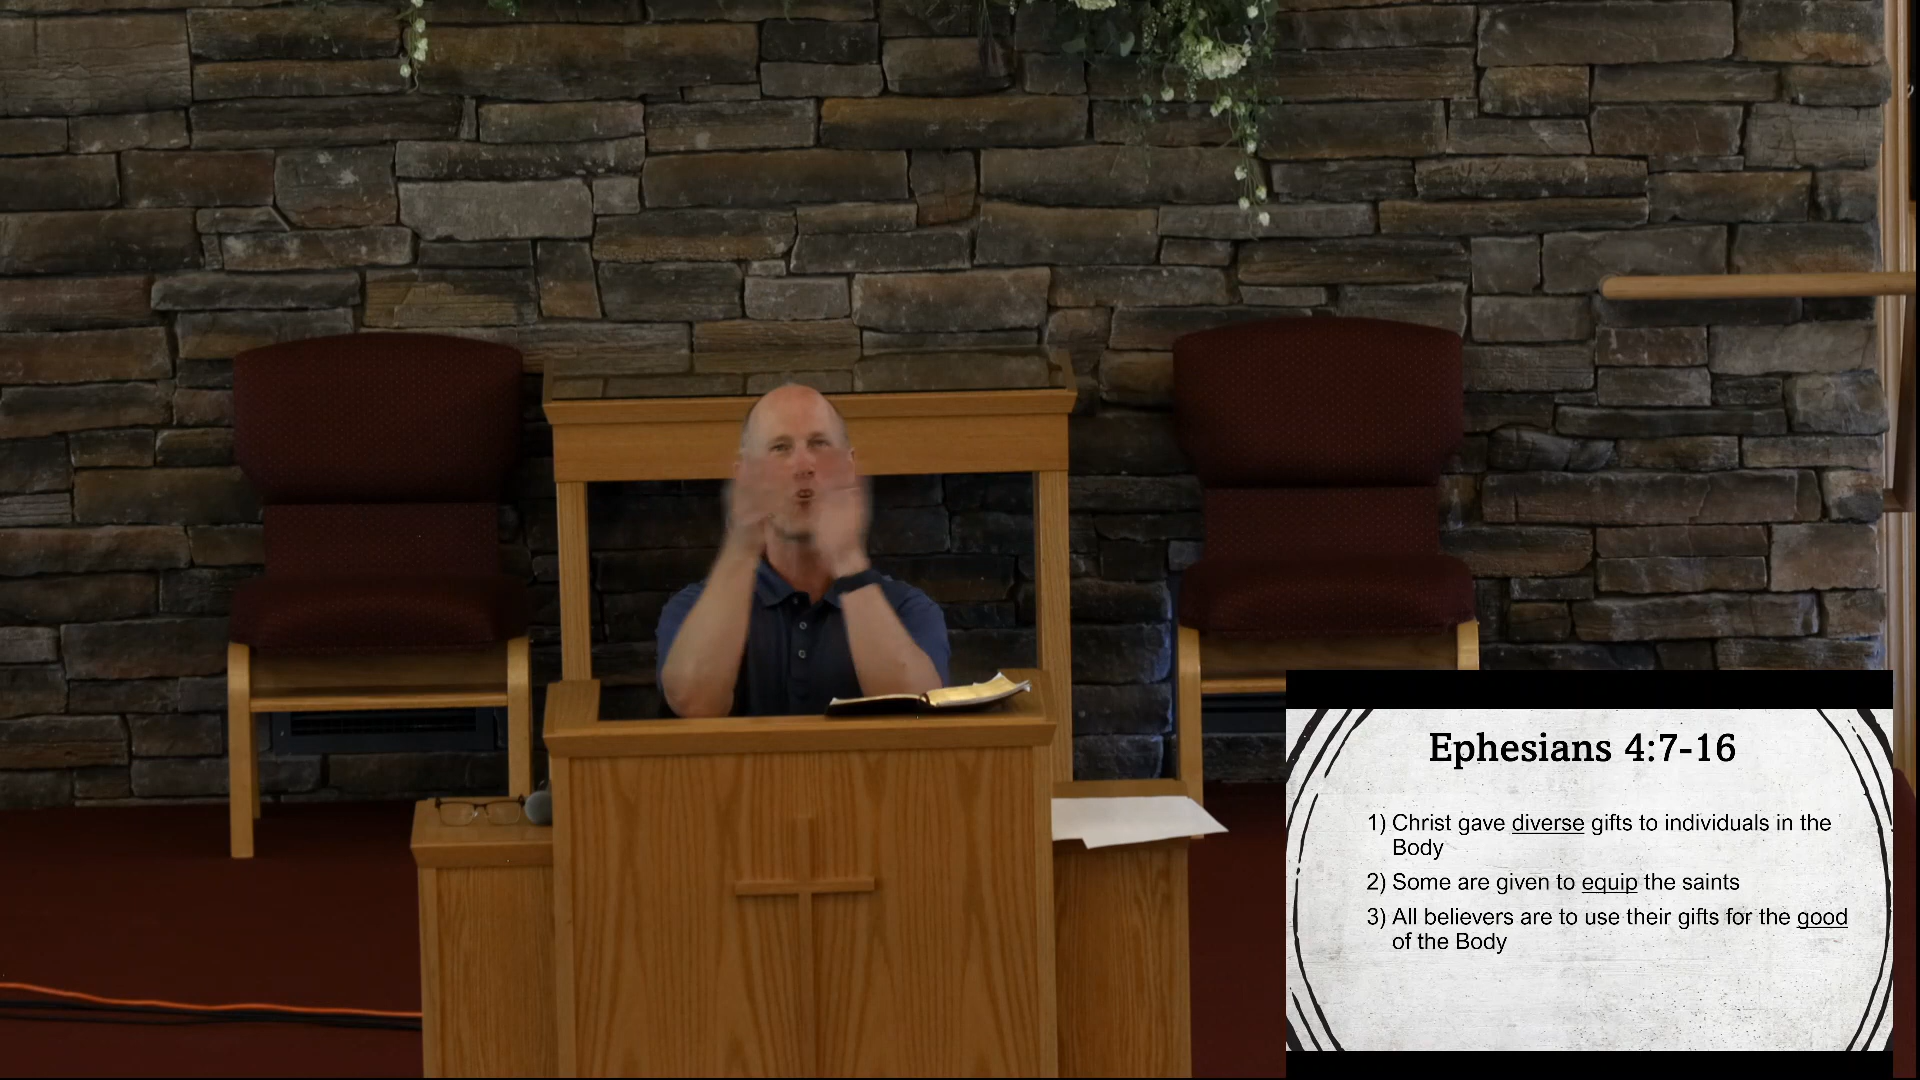 Ephesians 4:7-16
1) Christ gave diverse gifts to individuals in the
Body
2) Some are given to equip the saints
3) All believers are to use their gifts for the good
of the Body